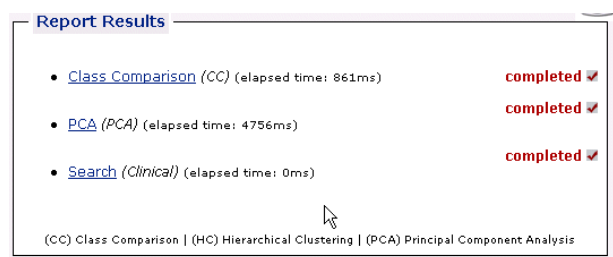 Report Results
• Class Comparison (CC) (elapsed time: 861ms) completed
• PCA (PCA) (elapsed time: 4756ms) completed
• Search (Clinical) (elapsed time: 0ms) completed
(CC) Class Comparison | (HC) Hierarchical Clustering | (PCA) Principal Component Analysis